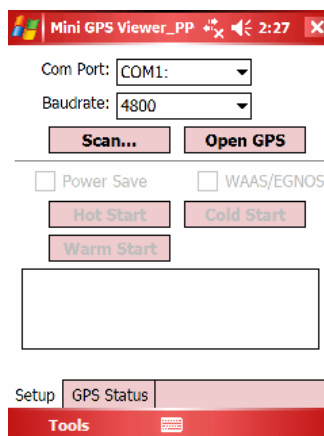 Mini GPS Viewer_PP 2:27
Com Port: COM1:
Baudrate: 4800
Scan... Open GPS
Power Save WAAS/EGNOS
Hot Start Cold Start
Warm Start
Setup GPS Status
Tools